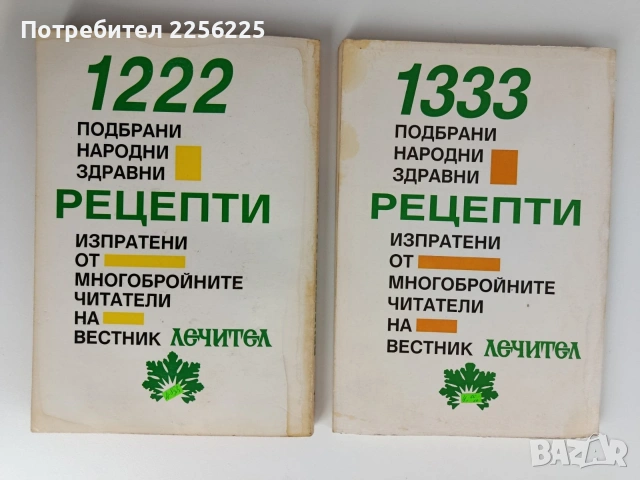 Потребител 2256225
1222
ПОДБРАНИ
НАРОДНИ
ЗДРАВНИ
РЕЦЕПТИ
ИЗПРАТЕНИ
ОТ
МНОГОБРОЙНИТЕ
ЧИТАТЕЛИ
НА
ВЕСТНИК ЛЕЧИТЕЛ
1333
ПОДБРАНИ
НАРОДНИ
ЗДРАВНИ
РЕЦЕПТИ
ИЗПРАТЕНИ
ОТ
МНОГОБРОЙНИТЕ
ЧИТАТЕЛИ
НА
ВЕСТНИК ЛЕЧИТЕЛ
BAZAR